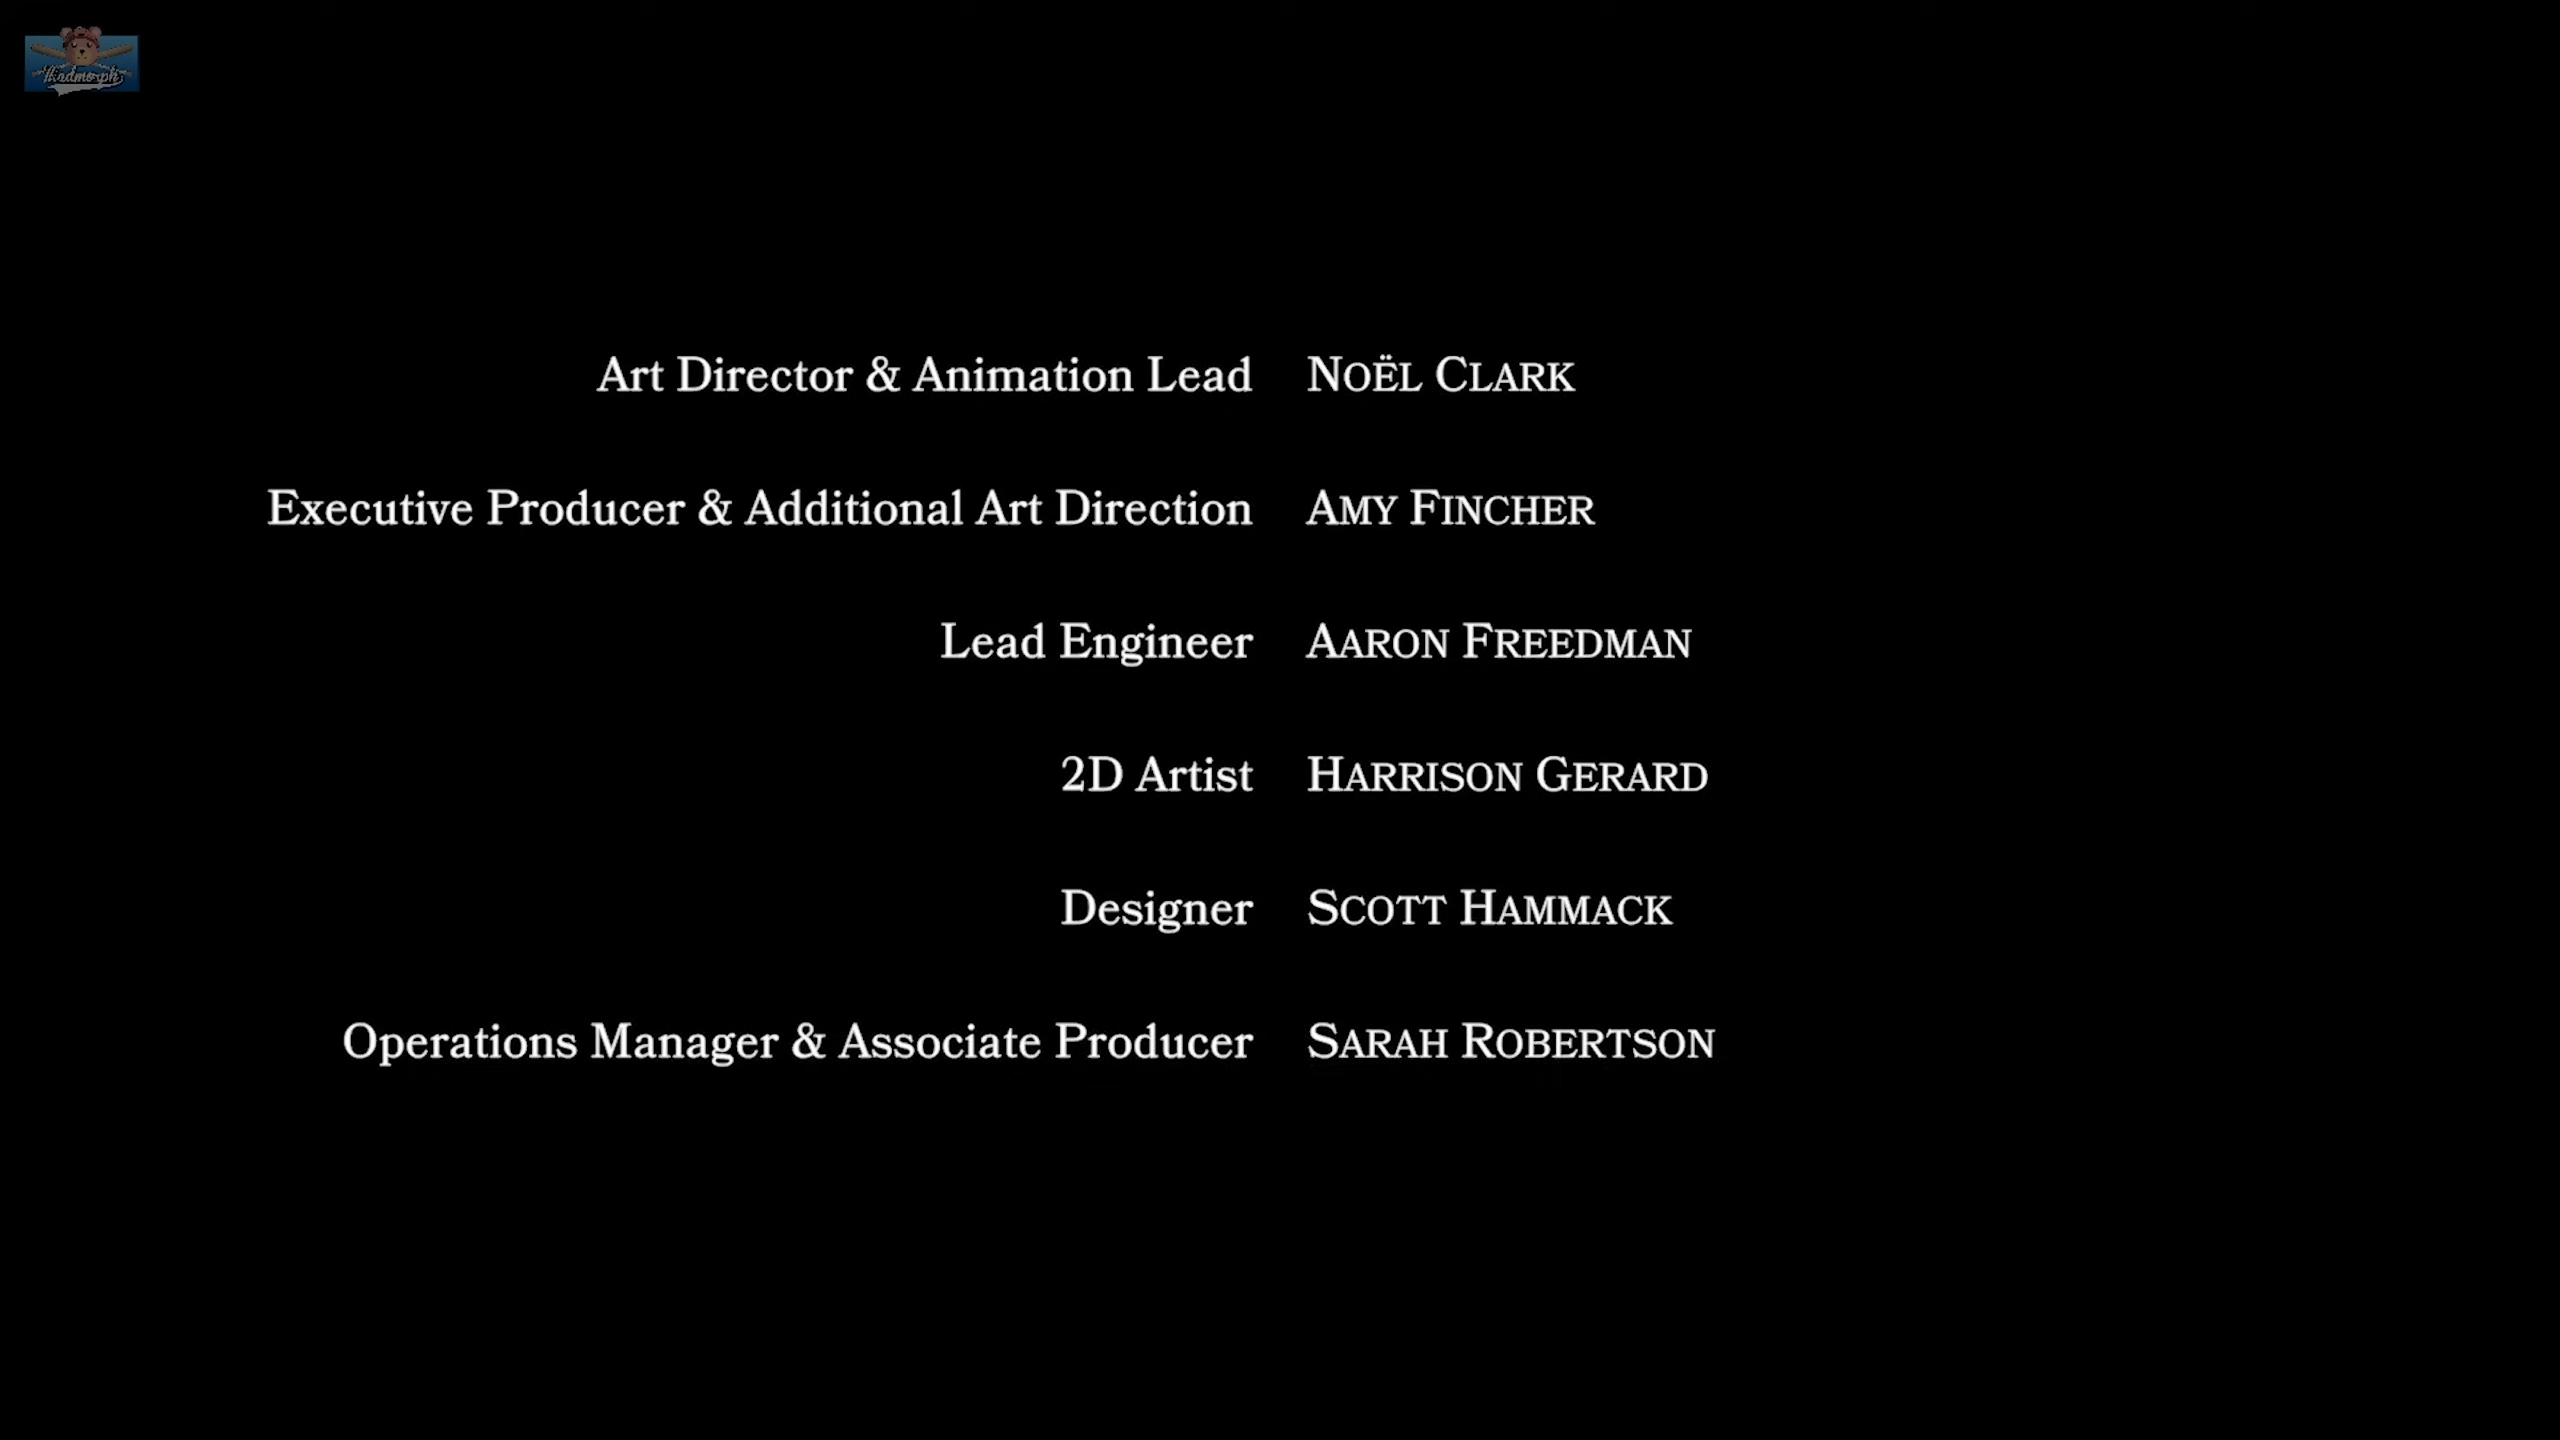 Art Director & Animation Lead NOËL CLARK
Executive Producer & Additional Art Direction AMY FINCHER
Lead Engineer AARON FREEDMAN
2D Artist HARRISON GERARD
Designer SCOTT HAMMACK
Operations Manager & Associate Producer SARAH ROBERTSON